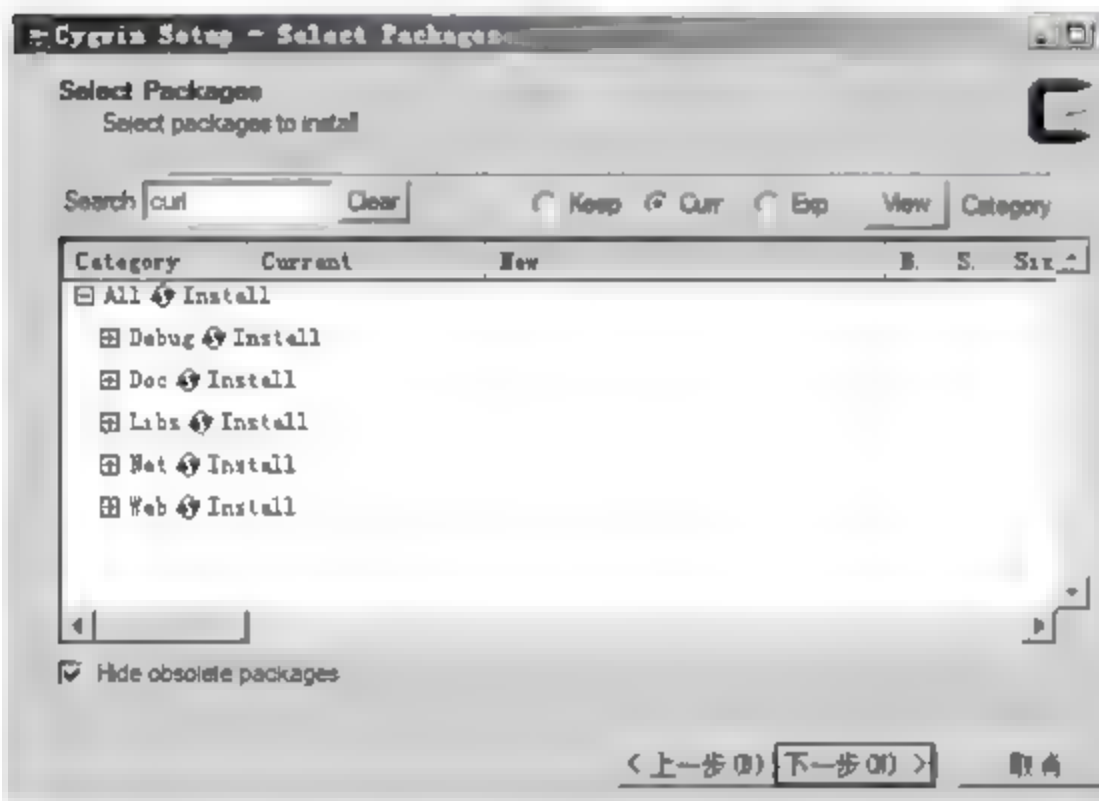 Cygwin Setup - Select Packages
Select Packages
Select packages to install
Search curl Clear Keep Curr Exp View Category
Category Current New B. S. Siz
All Install
Debug Install
Doc Install
Libs Install
Net Install
Web Install
Hide obsolete packages
< 上一步(B) 下一步(N) > 取消